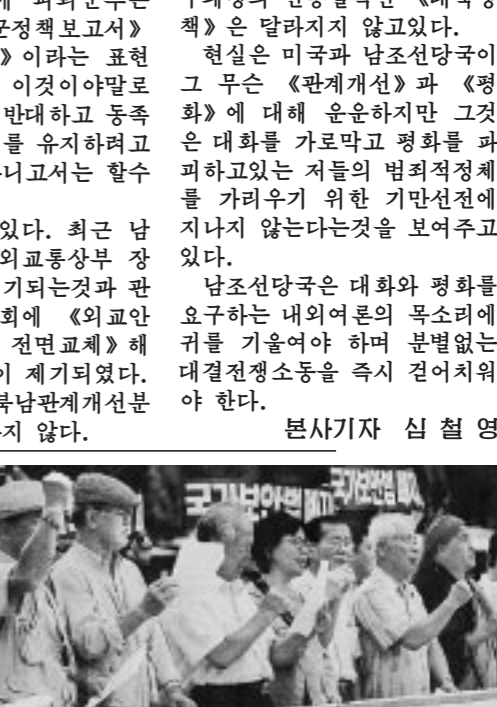 군정책보고서》
》이라는 표현
이것이야말로
반대하고 동족
를 유지하려고
니고서는 할수
있다. 최근 남
외교통상부 장
기되는것과 관
회에 《외교안
전면교체》해
이 제기되였다.
북남관계개선분
지 않다.
책》은 달라지지 않고있다.
현실은 미국과 남조선당국이
그 무슨 《관계개선》과 《평
화》에 대해 운운하지만 그것
은 대화를 가로막고 평화를 파
괴하고있는 저들의 범죄적정체
를 가리우기 위한 기만선전에
지나지 않는다는것을 보여주고
있다.
남조선당국은 대화와 평화를
요구하는 내외여론의 목소리에
귀를 기울여야 하며 분별없는
대결전쟁소동을 즉시 걷어치워
야 한다.
본사기자 심 철 영
국가보안법 폐지
국가보안법 폐지